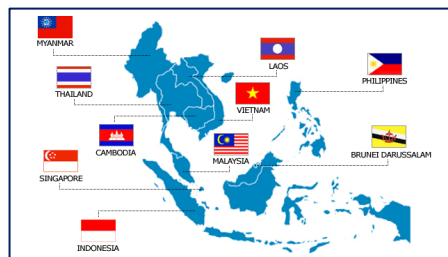 MYANMAR
LAOS
PHILIPPINES
THAILAND
VIETNAM
CAMBODIA
MALAYSIA
BRUNEI DARUSSALAM
SINGAPORE
INDONESIA